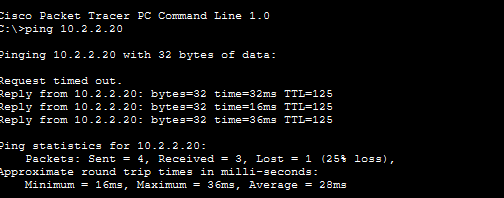 Cisco Packet Tracer PC Command Line 1.0
C:\>ping 10.2.2.20
Pinging 10.2.2.20 with 32 bytes of data:
Request timed out.
Reply from 10.2.2.20: bytes=32 time=32ms TTL=125
Reply from 10.2.2.20: bytes=32 time=16ms TTL=125
Reply from 10.2.2.20: bytes=32 time=36ms TTL=125
Ping statistics for 10.2.2.20:
Packets: Sent = 4, Received = 3, Lost = 1 (25% loss),
Approximate round trip times in milli-seconds:
Minimum = 16ms, Maximum = 36ms, Average = 28ms